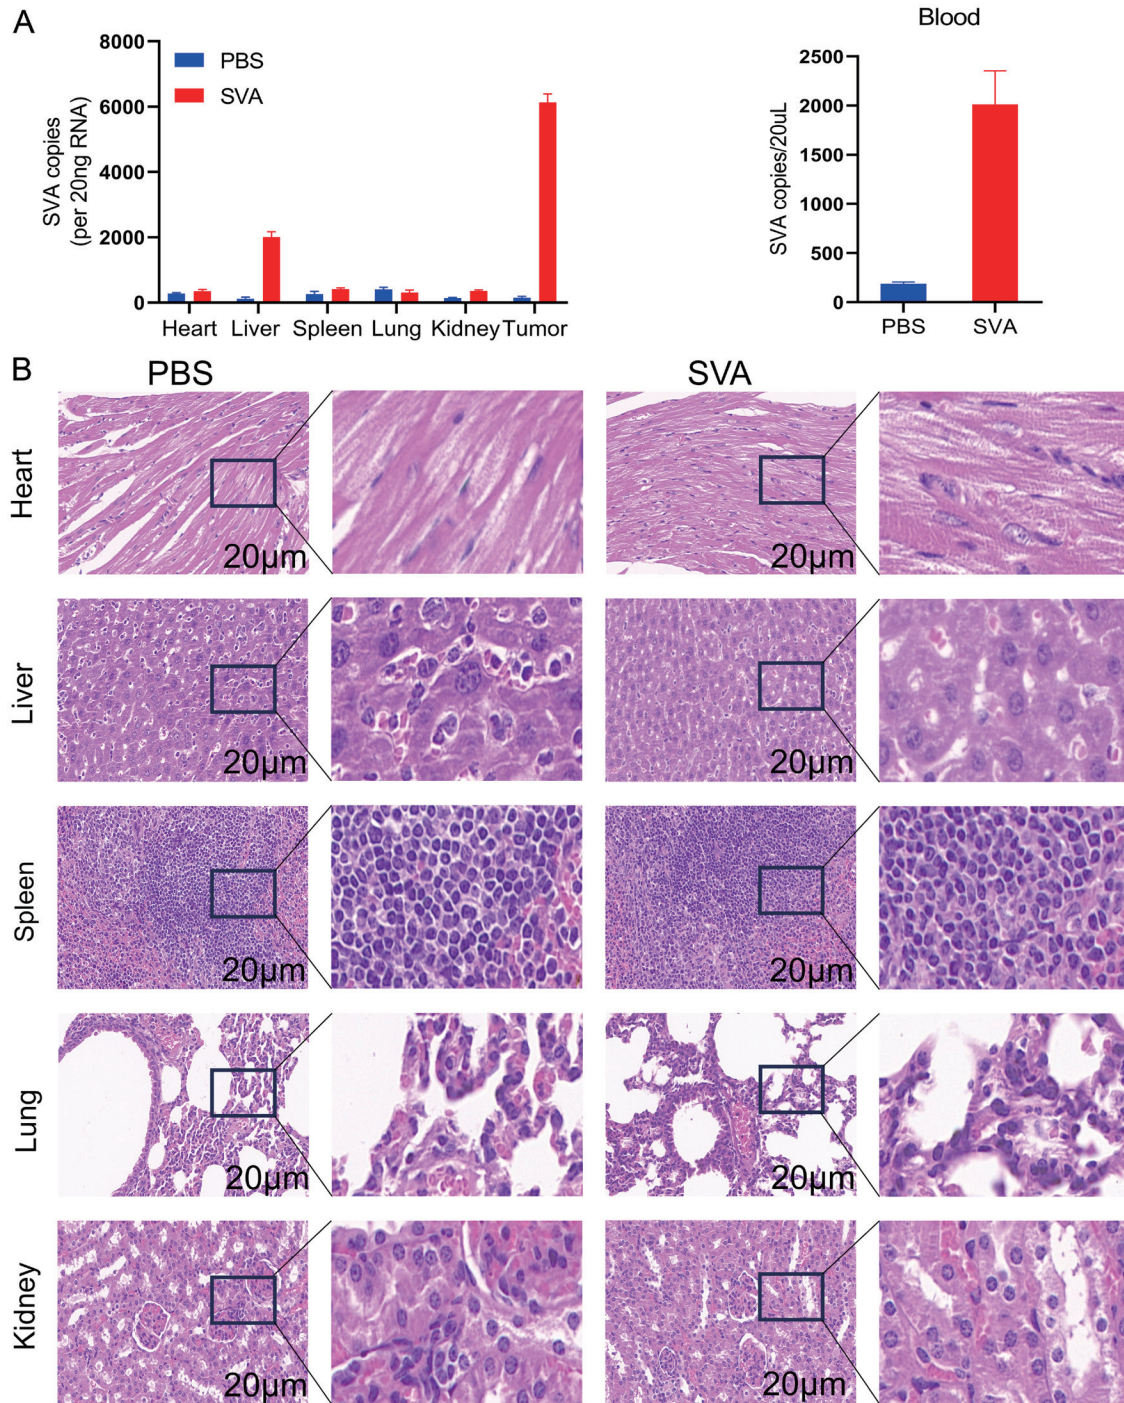 A
SVA copies
(per 20ng RNA)
8000
6000
4000
2000
0
PBS
SVA
Heart Liver Spleen Lung Kidney Tumor
Blood
SVA copies/20uL
2500
2000
1500
1000
500
0
PBS SVA
B
PBS SVA
Heart
20μm 20μm
Liver
20μm 20μm
Spleen
20μm 20μm
Lung
20μm 20μm
Kidney
20μm 20μm